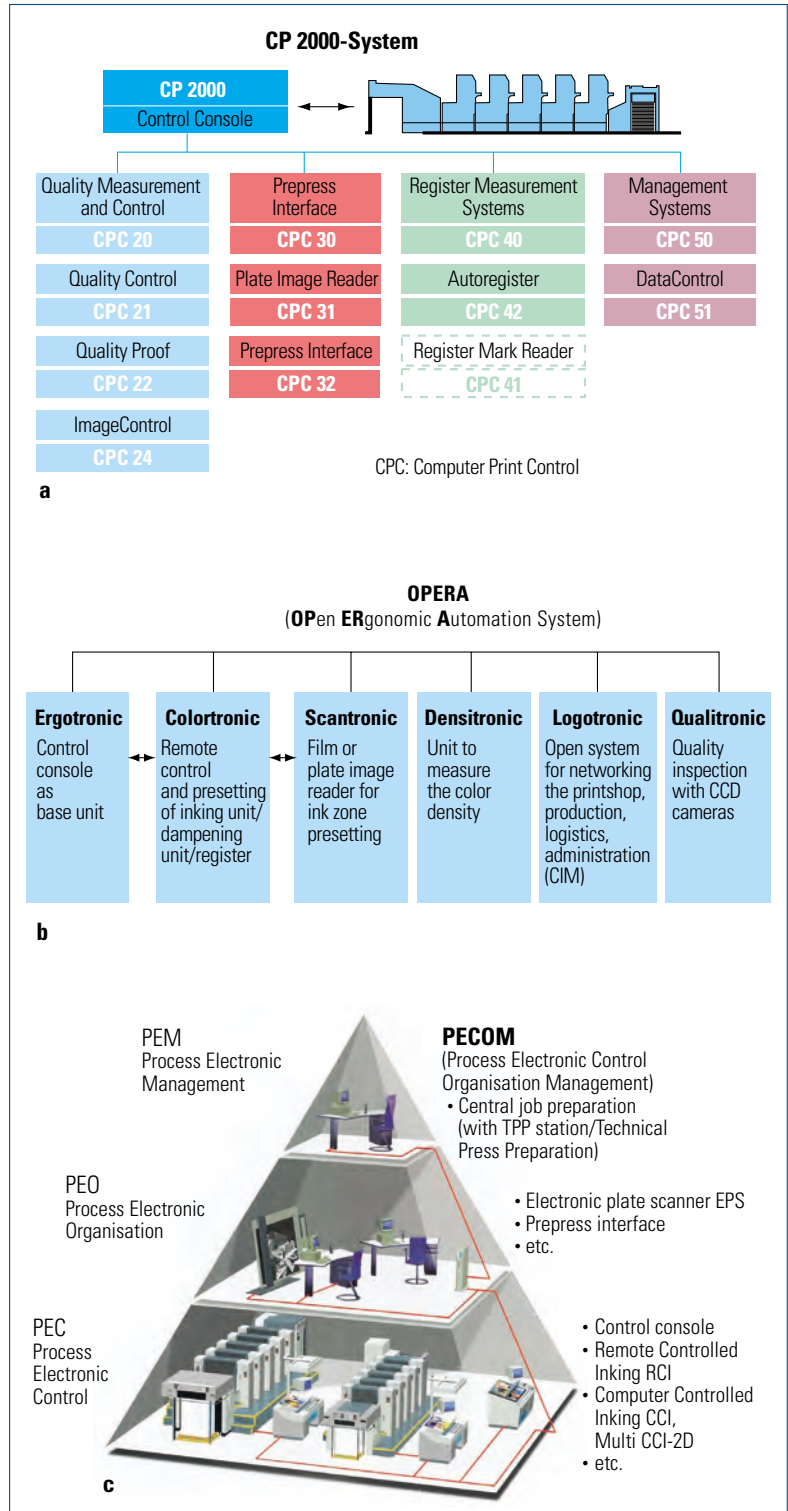 CP 2000-System
CP 2000
Control Console
Quality Measurement
and Control
CPC 20
Quality Control
CPC 21
Quality Proof
CPC 22
ImageControl
CPC 24
Prepress
Interface
CPC 30
Plate Image Reader
CPC 31
Prepress Interface
CPC 32
Register Measurement
Systems
CPC 40
Autoregister
CPC 42
Register Mark Reader
CPC 41
Management
Systems
CPC 50
DataControl
CPC 51
CPC: Computer Print Control
a
OPERA
(OPen ERgonomic Automation System)
Ergotronic
Control
console
as
base unit
Colortronic
Remote
control
and presetting
of inking unit/
dampening
unit/register
Scantronic
Film or
plate image
reader for
ink zone
presetting
Densitronic
Unit to
measure
the color
density
Logotronic
Open system
for networking
the printshop,
production,
logistics,
administration
(CIM)
Qualitronic
Quality
inspection
with CCD
cameras
b
PEM
Process Electronic
Management
PECOM
(Process Electronic Control
Organisation Management)
• Central job preparation
(with TPP station/Technical
Press Preparation)
PEO
Process Electronic
Organisation
• Electronic plate scanner EPS
• Prepress interface
• etc.
PEC
Process
Electronic
Control
• Control console
• Remote Controlled
Inking RCI
• Computer Controlled
Inking CCI,
Multi CCI-2D
• etc.
c